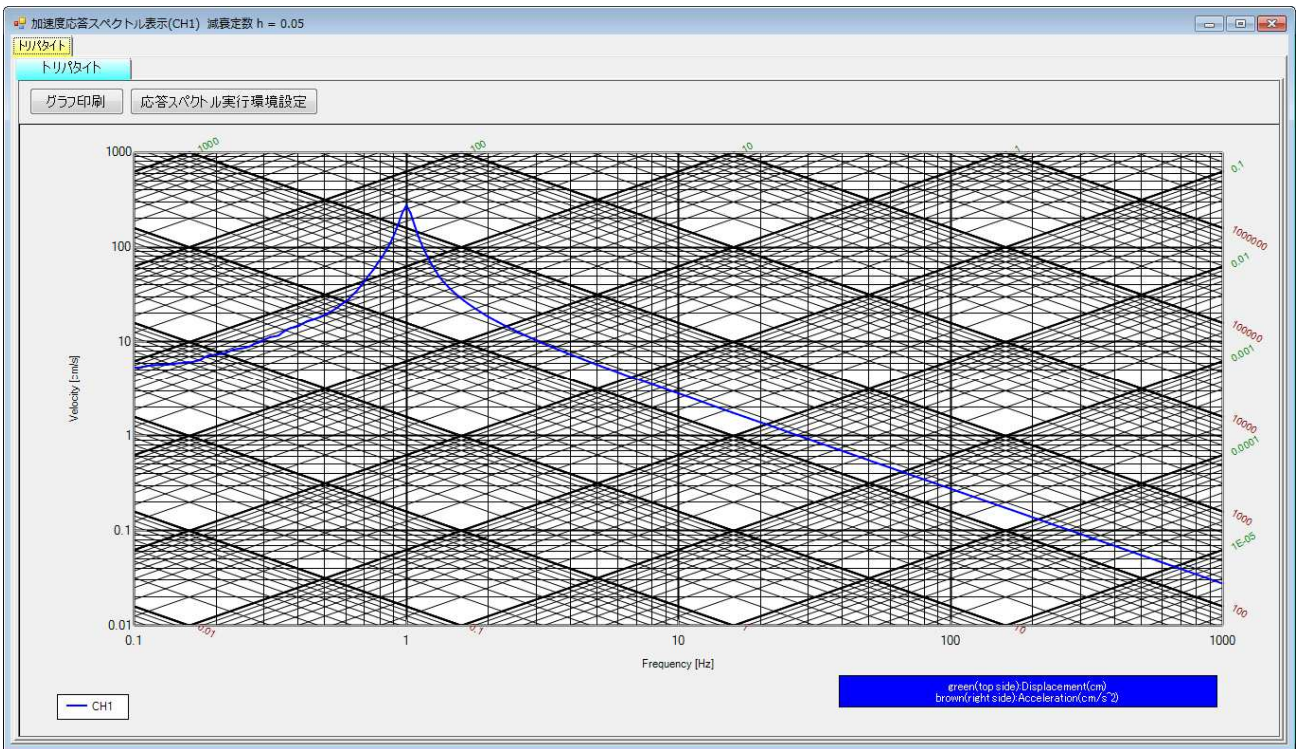 加速度応答スペクトル表示(CH1) 減衰定数 h = 0.05
トリパタイト
トリパタイト
グラフ印刷 応答スペクトル実行環境設定
1000 100 10 1
1000
100
10
1
0.1
0.01
Velocity [cm/s]
0.1
1000000
0.01
100000
0.001
10000
0.0001
1000
1E-05
100
0.01 0.1 1 10
0.1 1 10 100 1000
Frequency [Hz]
CH1
green(top side):Displacement(cm)
brown(right side):Acceleration(cm/s^2)